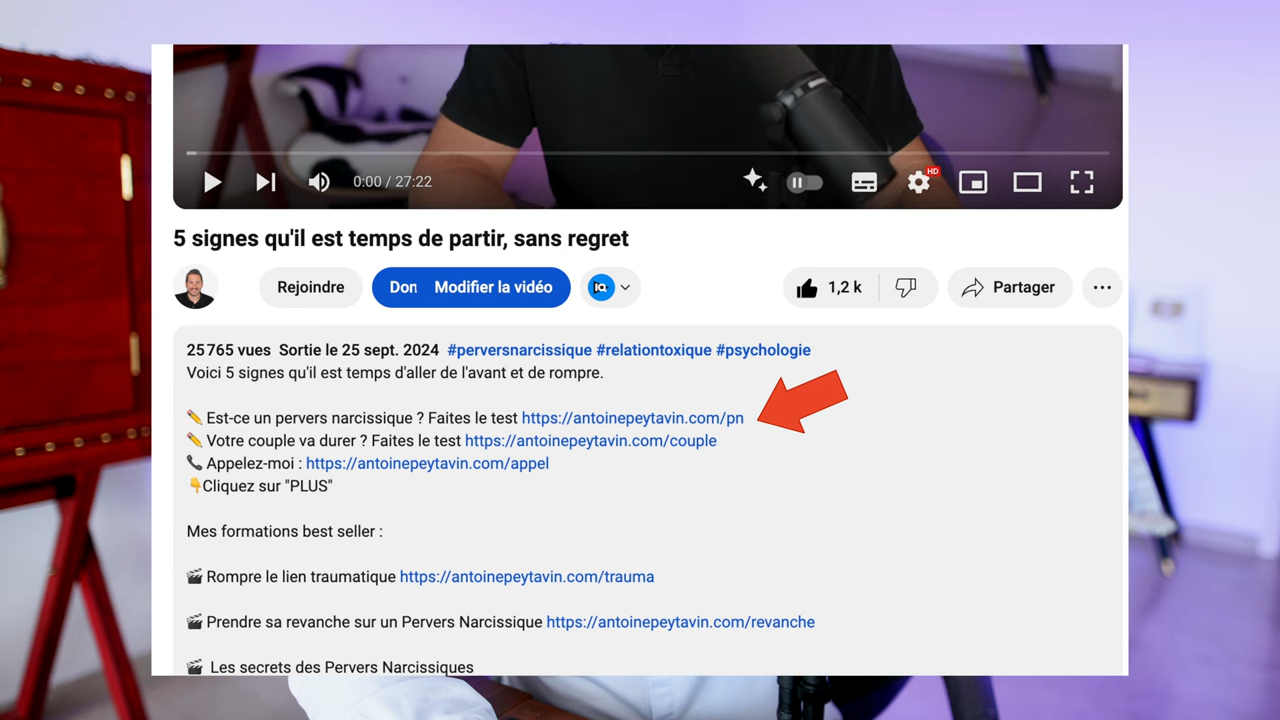 0:00 / 27:22
HD
5 signes qu'il est temps de partir, sans regret
Rejoindre
Don
Modifier la vidéo
1,2 k
Partager
25 765 vues Sortie le 25 sept. 2024 #perversnarcissique #relationtoxique #psychologie
Voici 5 signes qu'il est temps d'aller de l'avant et de rompre.
✏️ Est-ce un pervers narcissique ? Faites le test https://antoinepeytavin.com/pn
✏️ Votre couple va durer ? Faites le test https://antoinepeytavin.com/couple
📞 Appelez-moi : https://antoinepeytavin.com/appel
👇Cliquez sur "PLUS"
Mes formations best seller :
🎬 Rompre le lien traumatique https://antoinepeytavin.com/trauma
🎬 Prendre sa revanche sur un Pervers Narcissique https://antoinepeytavin.com/revanche
🎬 Les secrets des Pervers Narcissiques